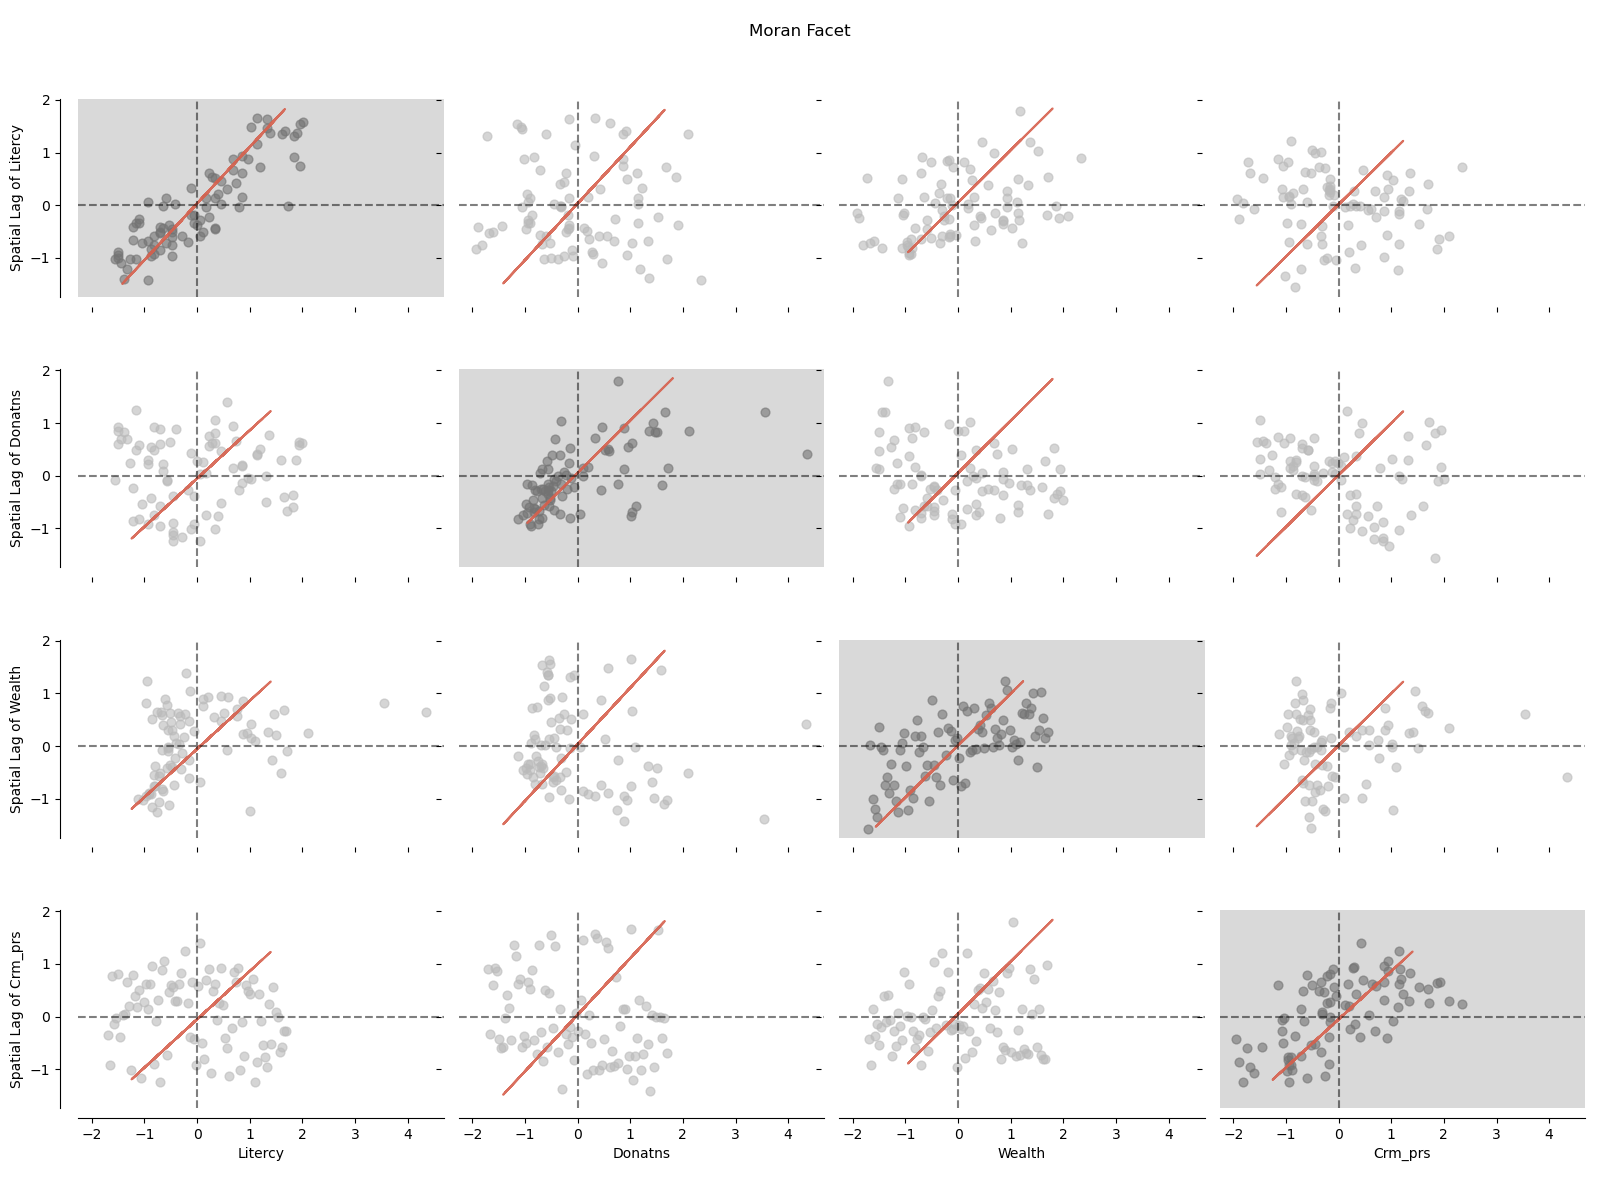 Moran Facet
Spatial Lag of Litercy
2
1
0
−1
Spatial Lag of Donatns
2
1
0
−1
Spatial Lag of Wealth
2
1
0
−1
Spatial Lag of Crm_prs
2
1
0
−1
−2 −1 0 1 2 3 4 −2 −1 0 1 2 3 4 −2 −1 0 1 2 3 4 −2 −1 0 1 2 3 4
Litercy Donatns Wealth Crm_prs